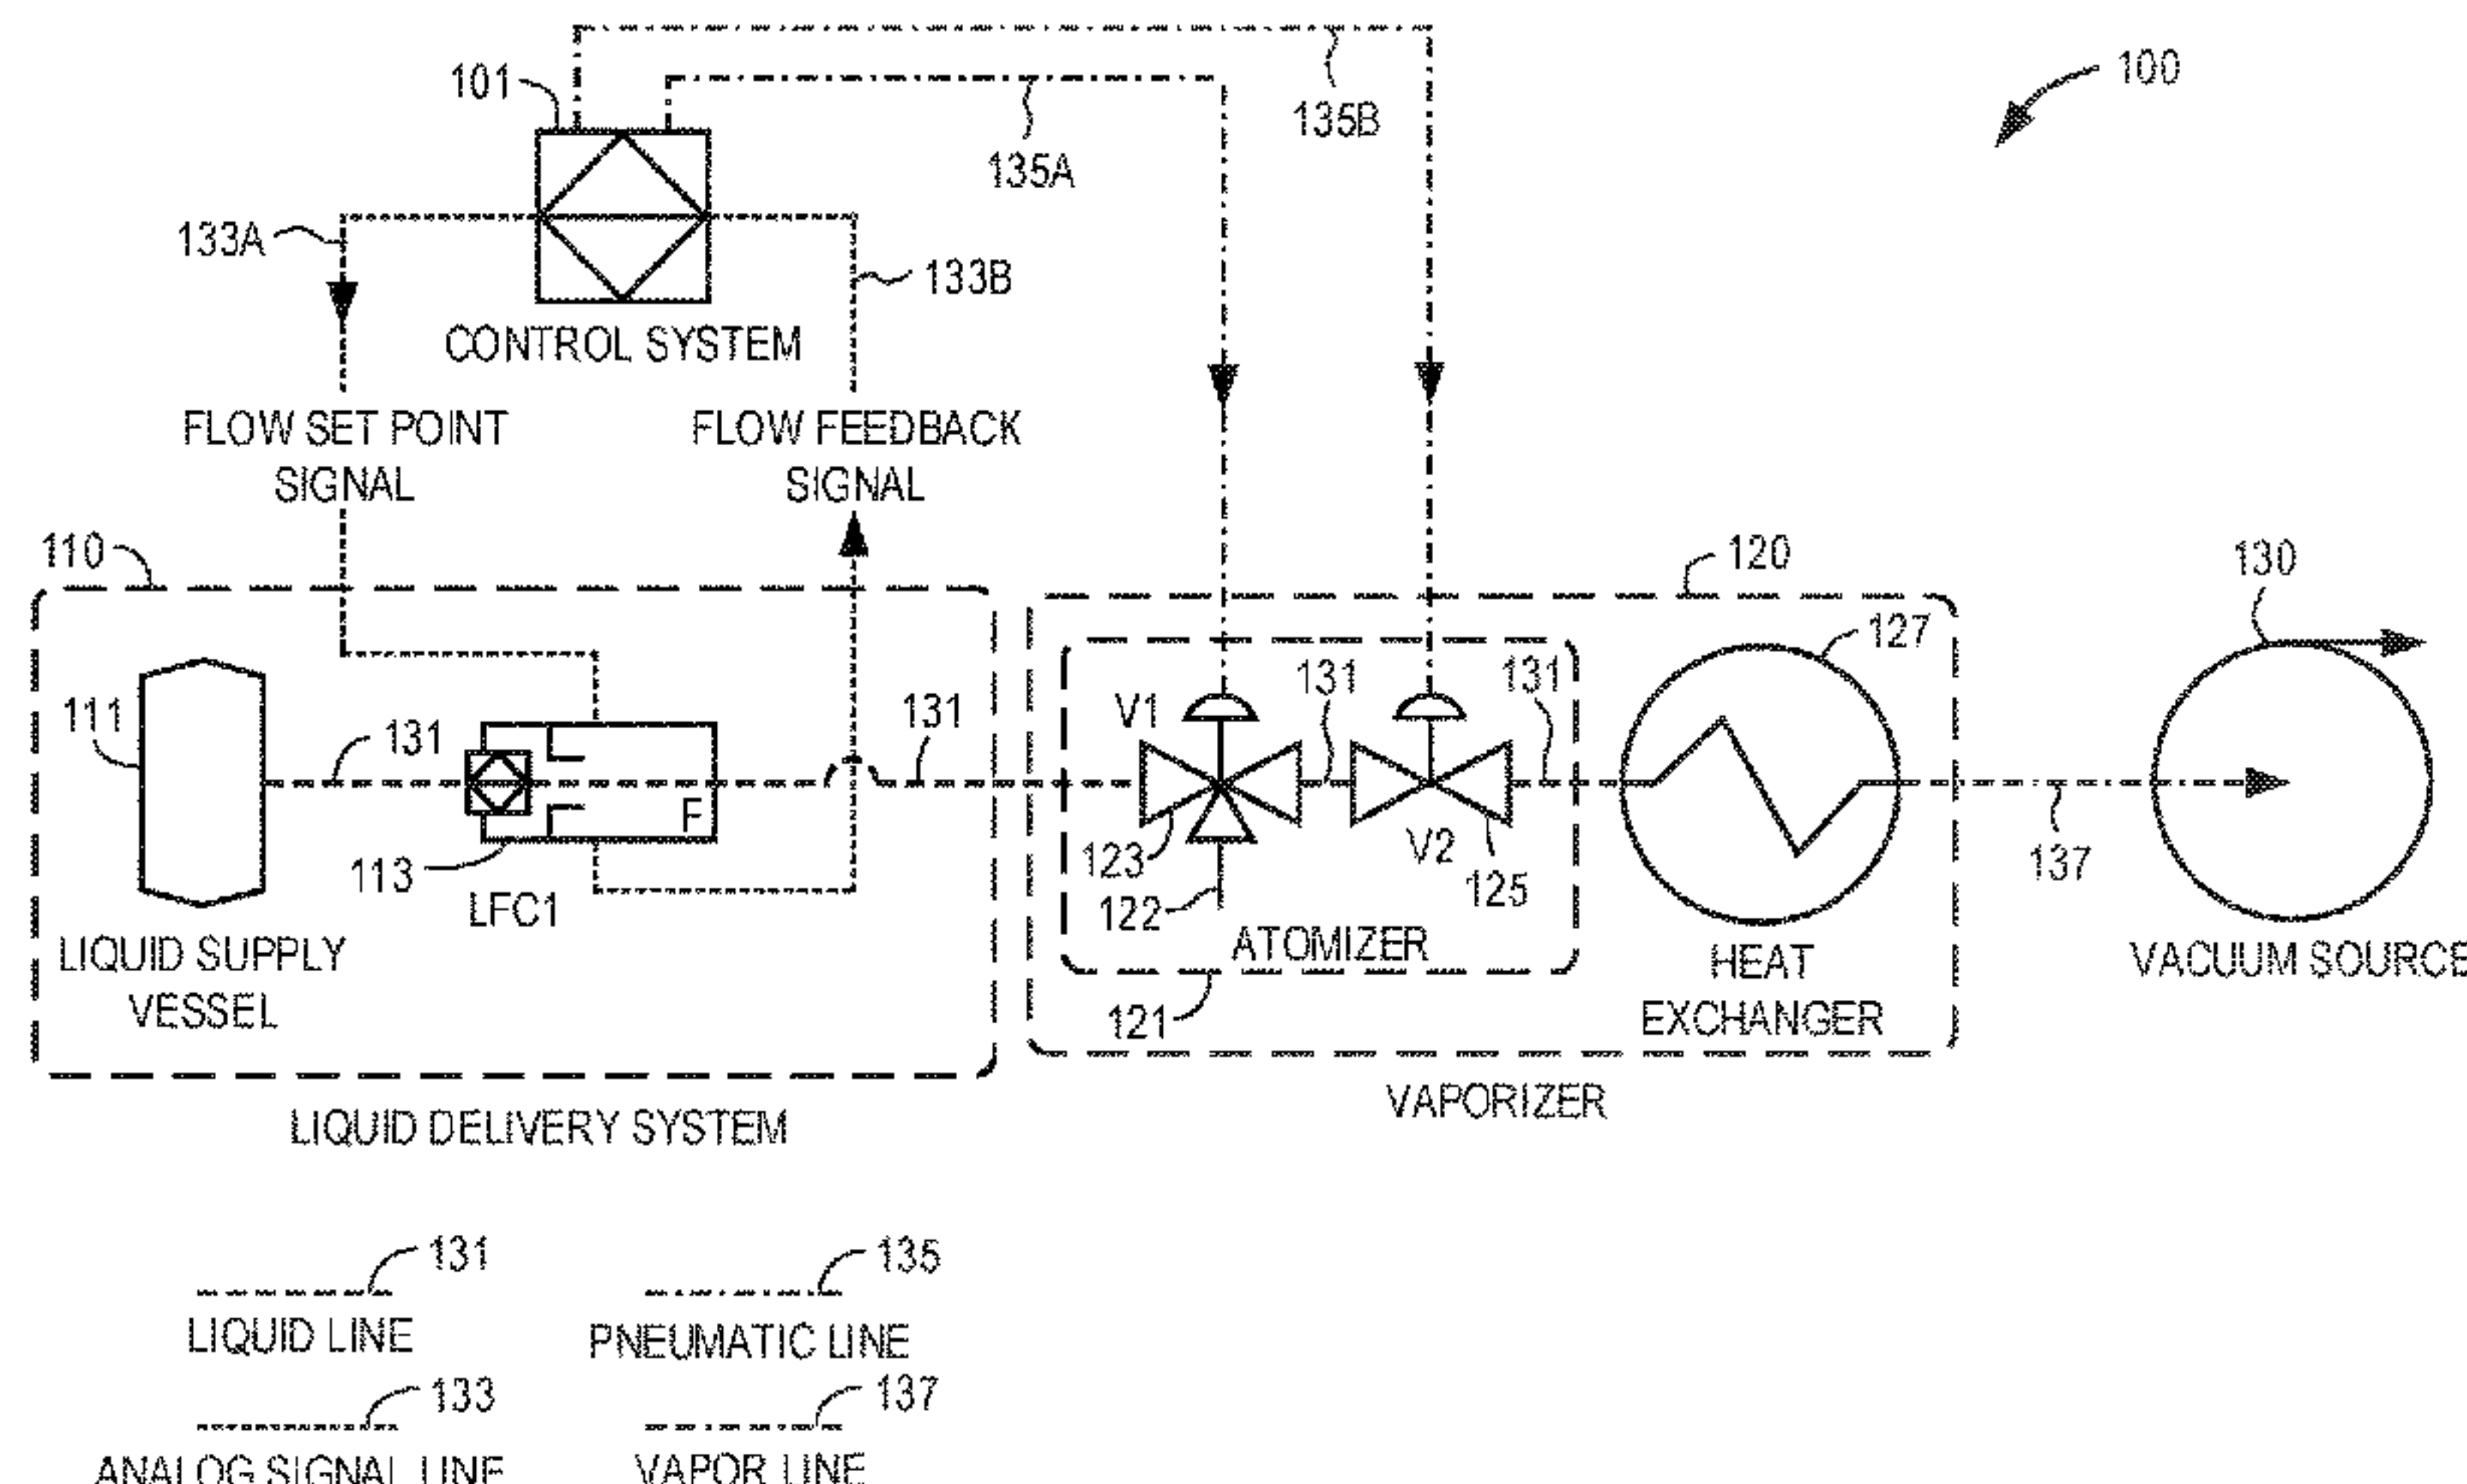 100
101
135B
135A
133A
133B
CONTROL SYSTEM
FLOW SET POINT
SIGNAL
FLOW FEEDBACK
SIGNAL
110
120
130
111
131
131
V1
131
131
127
F
113
LFC1
123
122
V2
125
137
LIQUID SUPPLY
VESSEL
ATOMIZER
121
HEAT
EXCHANGER
VACUUM SOURCE
LIQUID DELIVERY SYSTEM
VAPORIZER
131
LIQUID LINE
135
PNEUMATIC LINE
133
ANALOG SIGNAL LINE
137
VAPOR LINE